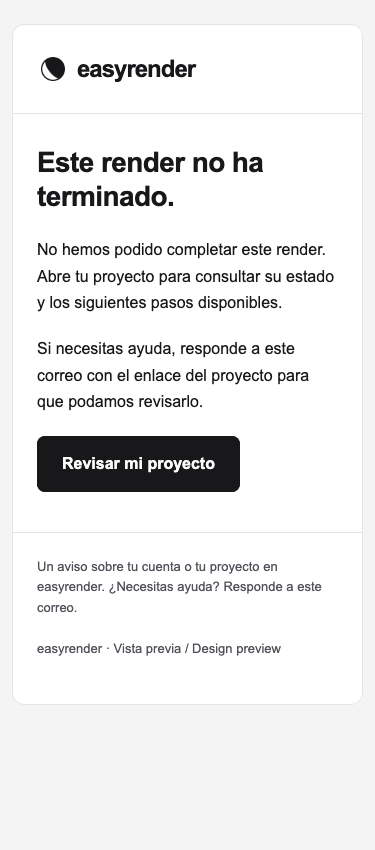 easyrender
Este render no ha
terminado.
No hemos podido completar este render.
Abre tu proyecto para consultar su estado
y los siguientes pasos disponibles.
Si necesitas ayuda, responde a este
correo con el enlace del proyecto para
que podamos revisarlo.
Revisar mi proyecto
Un aviso sobre tu cuenta o tu proyecto en
easyrender. ¿Necesitas ayuda? Responde a este
correo.
easyrender · Vista previa / Design preview